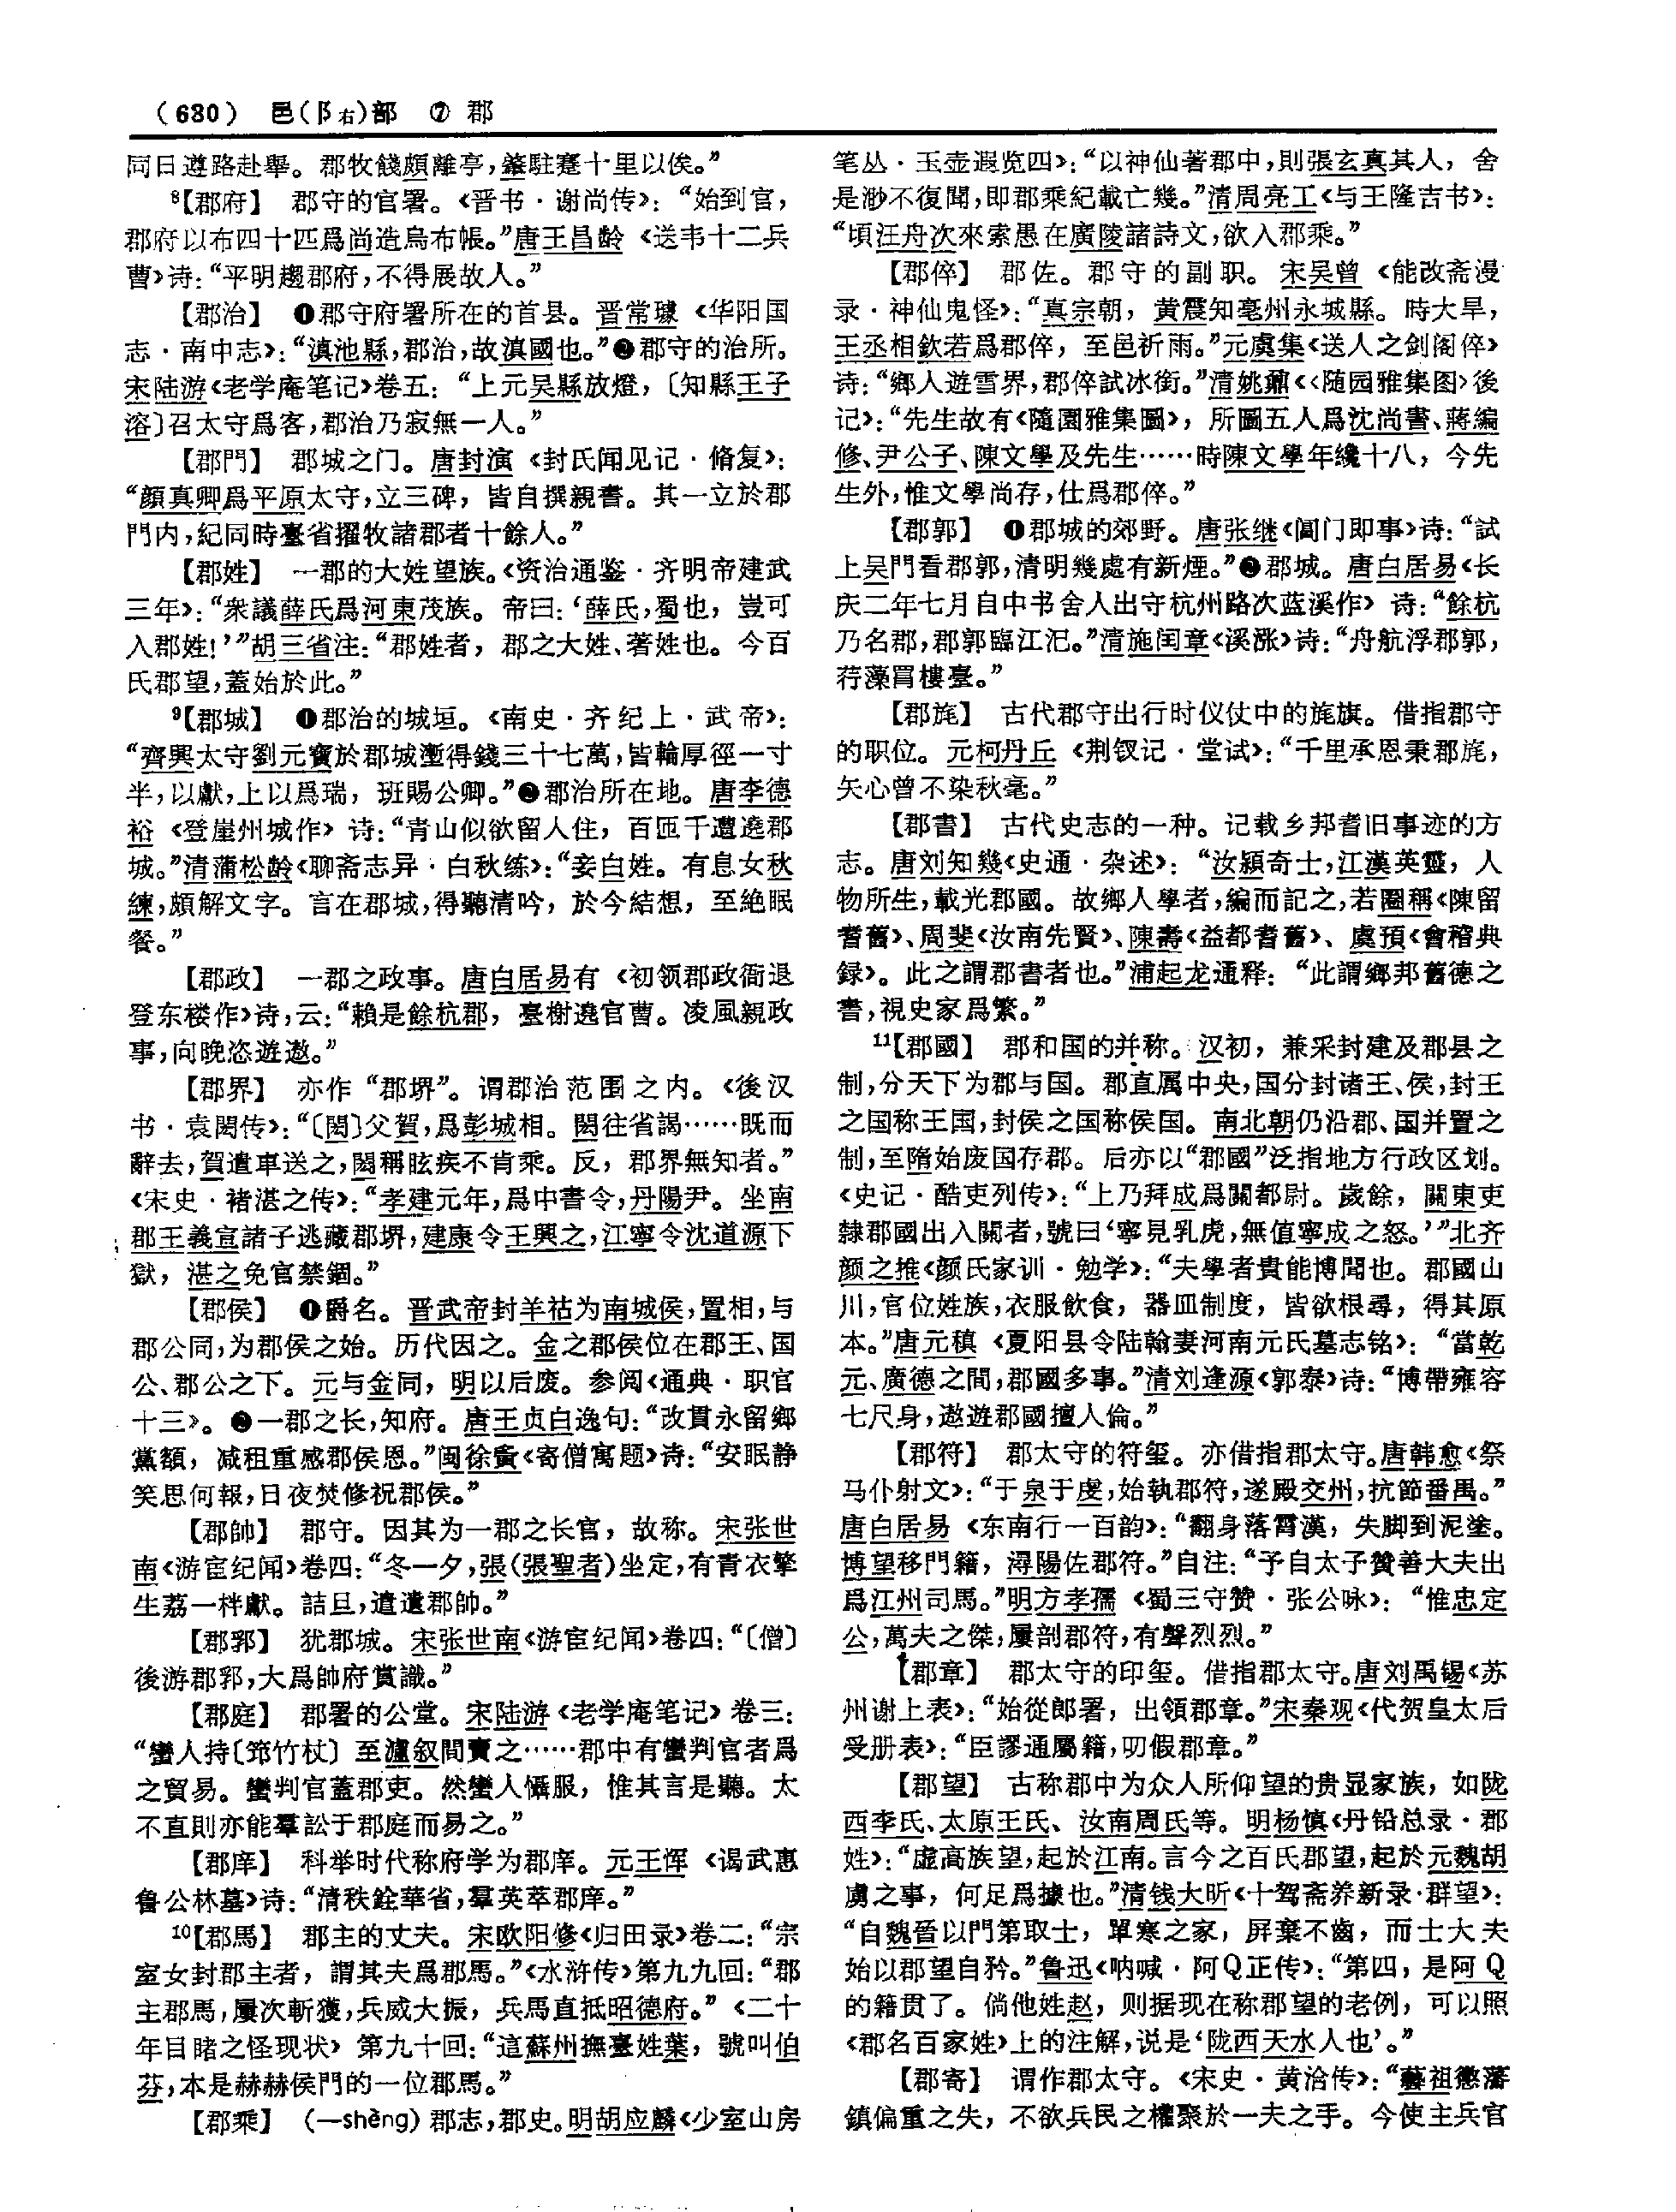 （680） 邑（阝右）部 ⑦ 郡
同日遵路赴舉。郡牧餞頗離亭，肇駐蹇十里以俟。”
8【郡府】 郡守的官署。《晋书·谢尚传》：“始到官，
郡府以布四十匹爲尚造烏布帳。”唐王昌龄《送韦十二兵
曹》诗：“平明趨郡府，不得展故人。”
【郡治】 ❶郡守府署所在的首县。晋常璩《华阳国
志·南中志》：“滇池縣，郡治，故滇國也。”❷郡守的治所。
宋陆游《老学庵笔记》卷五：“上元吴縣放燈，〔知縣王子
溶〕召太守爲客，郡治乃寂無一人。”
【郡門】 郡城之门。唐封演《封氏闻见记·脩复》：
“顔真卿爲平原太守，立三碑，皆自撰親書。其一立於郡
門内，紀同時臺省擢牧諸郡者十餘人。”
【郡姓】 一郡的大姓望族。《资治通鉴·齐明帝建武
三年》：“衆議薛氏爲河東茂族。帝曰：‘薛氏，蜀也，豈可
入郡姓！’”胡三省注：“郡姓者，郡之大姓、著姓也。今百
氏郡望，蓋始於此。”
9【郡城】 ❶郡治的城垣。《南史·齐纪上·武帝》：
“齊興太守劉元寶於郡城壍得錢三十七萬，皆輪厚徑一寸
半，以獻，上以爲瑞，班賜公卿。”❷郡治所在地。唐李德
裕《登崖州城作》诗：“青山似欲留人住，百匝千遭遶郡
城。”清蒲松龄《聊斋志异·白秋练》：“妾白姓。有息女秋
練，頗解文字。言在郡城，得聽清吟，於今結想，至絶眠
餐。”
【郡政】 一郡之政事。唐白居易有《初领郡政衙退
登东楼作》诗，云：“賴是餘杭郡，臺榭遶官曹。凌風親政
事，向晚恣遊遨。”
【郡界】 亦作“郡堺”。谓郡治范围之内。《後汉
书·袁閎传》：“〔閎〕父賀，爲彭城相。閎往省謁……既而
辭去，賀遣車送之，閎稱眩疾不肯乘。反，郡界無知者。”
《宋史·褚湛之传》：“孝建元年，爲中書令，丹陽尹。坐南
郡王義宣諸子逃藏郡堺，建康令王興之，江寧令沈道源下
獄，湛之免官禁錮。”
【郡侯】 ❶爵名。晋武帝封羊祜为南城侯，置相，与
郡公同，为郡侯之始。历代因之。金之郡侯位在郡王、国
公、郡公之下。元与金同，明以后废。参阅《通典·职官
十三》。❷一郡之长，知府。唐王贞白逸句：“改貫永留鄉
黨額，减租重感郡侯恩。”闽徐夤《寄僧寓题》诗：“安眠静
笑思何報，日夜焚修祝郡侯。”
【郡帥】 郡守。因其为一郡之长官，故称。宋张世
南《游宦纪闻》卷四：“冬一夕，張（張聖者）坐定，有青衣擎
生荔一柈獻。詰旦，遣遺郡帥。”
【郡郛】 犹郡城。宋张世南《游宦纪闻》卷四：“〔僧〕
後游郡郛，大爲帥府賞識。”
【郡庭】 郡署的公堂。宋陆游《老学庵笔记》卷三：
“蠻人持〔筇竹杖〕至瀘叙間賣之……郡中有蠻判官者爲
之貿易。蠻判官蓋郡吏。然蠻人懾服，惟其言是聽。太
不直則亦能羣訟于郡庭而易之。”
【郡庠】 科举时代称府学为郡庠。元王恽《谒武惠
鲁公林墓》诗：“清秩銓華省，羣英萃郡庠。”
10【郡馬】 郡主的丈夫。宋欧阳修《归田录》卷二：“宗
室女封郡主者，謂其夫爲郡馬。”《水浒传》第九九回：“郡
主郡馬，屢次斬獲，兵威大振，兵馬直抵昭德府。”《二十
年目睹之怪现状》第九十回：“這蘇州撫臺姓葉，號叫伯
芬，本是赫赫侯門的一位郡馬。”
【郡乘】 （—shèng）郡志，郡史。明胡应麟《少室山房
笔丛·玉壶遐览四》：“以神仙著郡中，則張玄真其人，舍
是渺不復聞，即郡乘紀載亡幾。”清周亮工《与王隆吉书》：
“頃汪舟次來索愚在廣陵諸詩文，欲入郡乘。”
【郡倅】 郡佐。郡守的副职。宋吴曾《能改斋漫
录·神仙鬼怪》：“真宗朝，黄震知亳州永城縣。時大旱，
王丞相欽若爲郡倅，至邑祈雨。”元虞集《送人之剑阁倅》
诗：“鄉人遊雪界，郡倅試冰銜。”清姚鼐《〈随园雅集图〉後
记》：“先生故有《隨園雅集圖》，所圖五人爲沈尚書、蔣編
修、尹公子、陳文學及先生……時陳文學年纔十八，今先
生外，惟文學尚存，仕爲郡倅。”
【郡郭】 ❶郡城的郊野。唐张继《阊门即事》诗：“試
上吴門看郡郭，清明幾處有新煙。”❷郡城。唐白居易《长
庆二年七月自中书舍人出守杭州路次蓝溪作》诗：“餘杭
乃名郡，郡郭臨江汜。”清施闰章《溪涨》诗：“舟航浮郡郭，
荇藻罥樓臺。”
【郡旄】 古代郡守出行时仪仗中的旄旗。借指郡守
的职位。元柯丹丘《荆钗记·堂试》：“千里承恩秉郡旄，
矢心曾不染秋毫。”
【郡書】 古代史志的一种。记载乡邦耆旧事迹的方
志。唐刘知幾《史通·杂述》：“汝潁奇士，江漢英靈，人
物所生，載光郡國。故鄉人學者，編而記之，若圈稱《陳留
耆舊》、周斐《汝南先賢》、陳壽《益都耆舊》、虞預《會稽典
録》。此之謂郡書者也。”浦起龙通释：“此謂鄉邦舊德之
書，視史家爲繁。”
11【郡國】 郡和国的并称。汉初，兼采封建及郡县之
制，分天下为郡与国。郡直属中央，国分封诸王、侯，封王
之国称王国，封侯之国称侯国。南北朝仍沿郡、国并置之
制，至隋始废国存郡。后亦以“郡國”泛指地方行政区划。
《史记·酷吏列传》：“上乃拜成爲關都尉。歲餘，關東吏
隸郡國出入關者，號曰‘寧見乳虎，無值寧成之怒。’”北齐
颜之推《颜氏家训·勉学》：“夫學者貴能博聞也。郡國山
川，官位姓族，衣服飲食，器皿制度，皆欲根尋，得其原
本。”唐元稹《夏阳县令陆翰妻河南元氏墓志铭》：“當乾
元、廣德之間，郡國多事。”清刘逢源《郭泰》诗：“博帶雍容
七尺身，遨遊郡國擅人倫。”
【郡符】 郡太守的符玺。亦借指郡太守。唐韩愈《祭
马仆射文》：“于泉于虔，始執郡符，遂殿交州，抗節番禺。”
唐白居易《东南行一百韵》：“翻身落霄漢，失脚到泥塗。
博望移門籍，潯陽佐郡符。”自注：“予自太子贊善大夫出
爲江州司馬。”明方孝孺《蜀三守赞·张公咏》：“惟忠定
公，萬夫之傑，屢剖郡符，有聲烈烈。”
【郡章】 郡太守的印玺。借指郡太守。唐刘禹锡《苏
州谢上表》：“始從郎署，出領郡章。”宋秦观《代贺皇太后
受册表》：“臣謬通屬籍，叨假郡章。”
【郡望】 古称郡中为众人所仰望的贵显家族，如陇
西李氏、太原王氏、汝南周氏等。明杨慎《丹铅总录·郡
姓》：“虚高族望，起於江南。言今之百氏郡望，起於元魏胡
虜之事，何足爲據也。”清钱大昕《十驾斋养新录·群望》：
“自魏晉以門第取士，單寒之家，屏棄不齒，而士大夫
始以郡望自矜。”鲁迅《呐喊·阿Q正传》：“第四，是阿Q
的籍贯了。倘他姓赵，则据现在称郡望的老例，可以照
《郡名百家姓》上的注解，说是‘陇西天水人也’。”
【郡寄】 谓作郡太守。《宋史·黄洽传》：“藝祖懲藩
鎮偏重之失，不欲兵民之權聚於一夫之手。今使主兵官